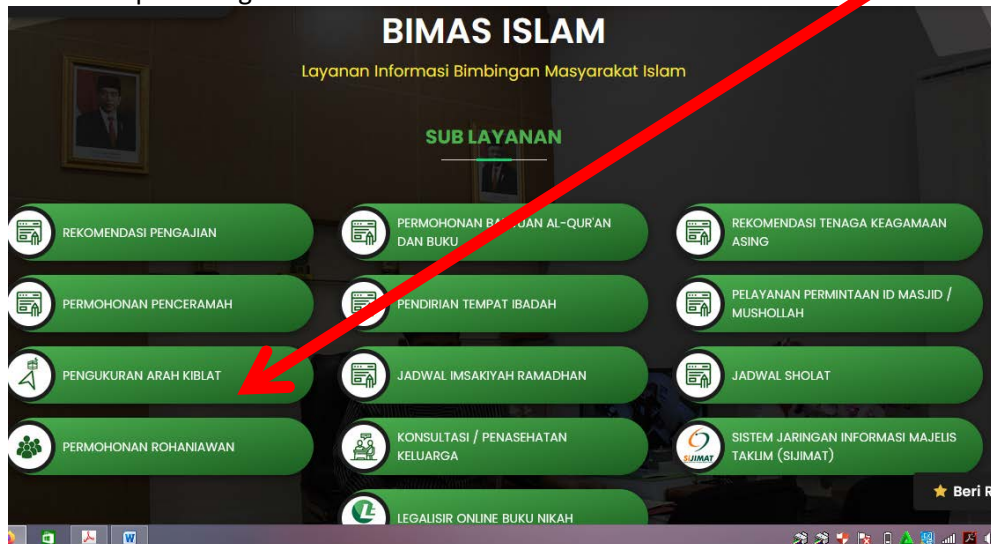 BIMAS ISLAM
Layanan Informasi Bimbingan Masyarakat Islam
SUB LAYANAN
REKOMENDASI PENGAJIAN
PERMOHONAN AL-QUR'AN
DAN BUKU
REKOMENDASI TENAGA KEAGAMAAN
ASING
PERMOHONAN PENCERAMAH
PENDIRIAN TEMPAT IBADAH
PELAYANAN PERMINTAAN ID MASJID /
MUSHOLLAH
PENGUKURAN ARAH KIBLAT
JADWAL IMSAKIYAH RAMADHAN
JADWAL SHOLAT
PERMOHONAN ROHANIAWAN
KONSULTASI / PENASEHATAN
KELUARGA
SIJIMAT
SISTEM JARINGAN INFORMASI MAJELIS
TAKLIM (SIJIMAT)
Beri R
LEGALISIR ONLINE BUKU NIKAH